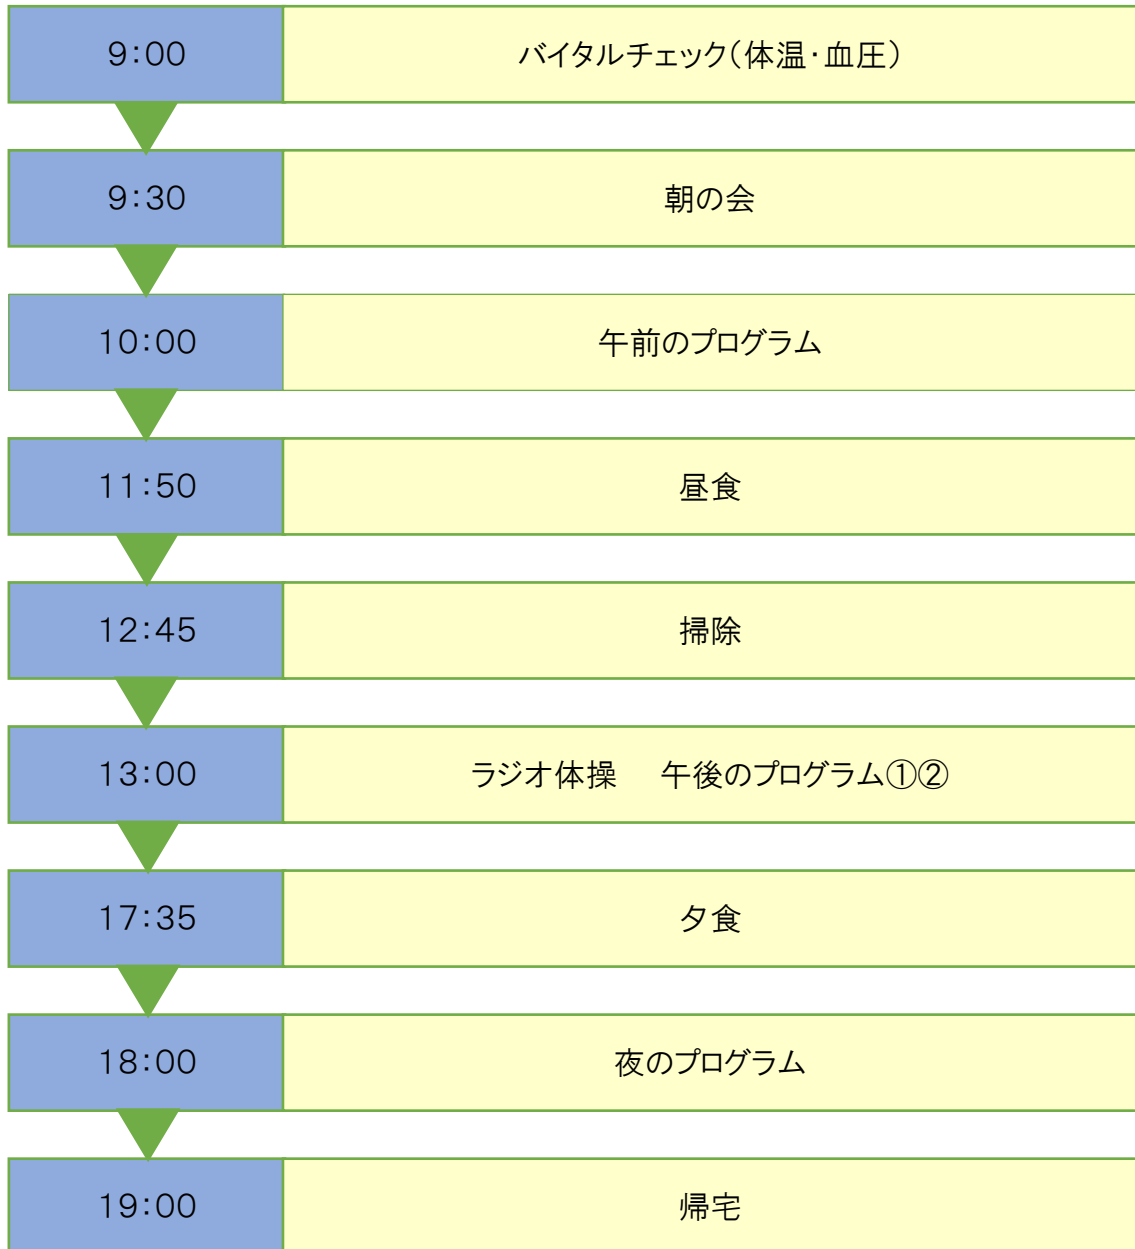 9:00 バイタルチェック(体温・血圧)
9:30 朝の会
10:00 午前のプログラム
11:50 昼食
12:45 掃除
13:00 ラジオ体操 午後のプログラム①②
17:35 夕食
18:00 夜のプログラム
19:00 帰宅